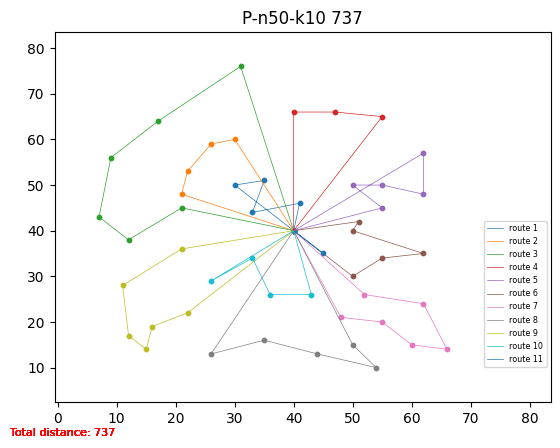 P-n50-k10 737
80
70
60
50
40
30
20
10
0 10 20 30 40 50 60 70 80
route 1
route 2
route 3
route 4
route 5
route 6
route 7
route 8
route 9
route 10
route 11
Total distance: 737